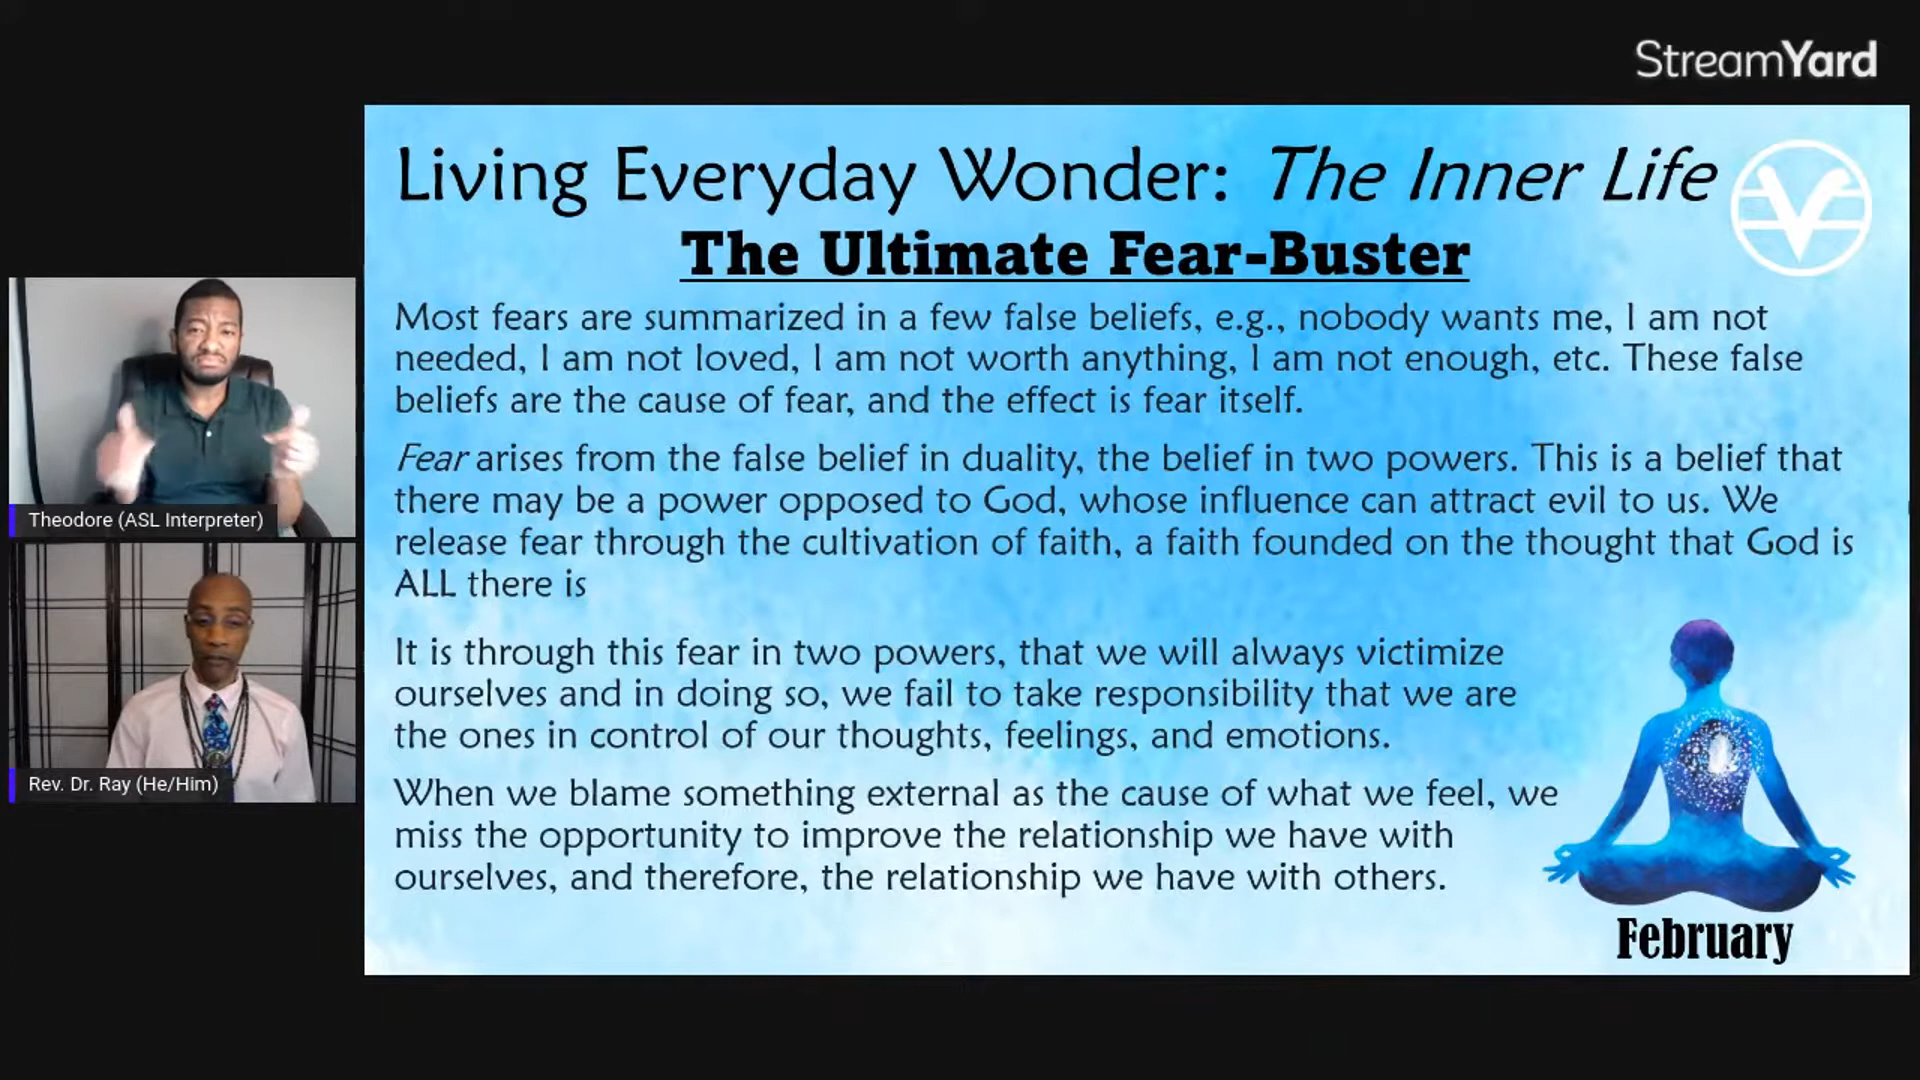 StreamYard
Living Everyday Wonder: The Inner Life
The Ultimate Fear-Buster
Most fears are summarized in a few false beliefs, e.g., nobody wants me, I am not
needed, I am not loved, I am not worth anything, I am not enough, etc. These false
beliefs are the cause of fear, and the effect is fear itself.
Fear arises from the false belief in duality, the belief in two powers. This is a belief that
there may be a power opposed to God, whose influence can attract evil to us. We
release fear through the cultivation of faith, a faith founded on the thought that God is
ALL there is
It is through this fear in two powers, that we will always victimize
ourselves and in doing so, we fail to take responsibility that we are
the ones in control of our thoughts, feelings, and emotions.
When we blame something external as the cause of what we feel, we
miss the opportunity to improve the relationship we have with
ourselves, and therefore, the relationship we have with others.
February
Theodore (ASL Interpreter)
Rev. Dr. Ray (He/Him)